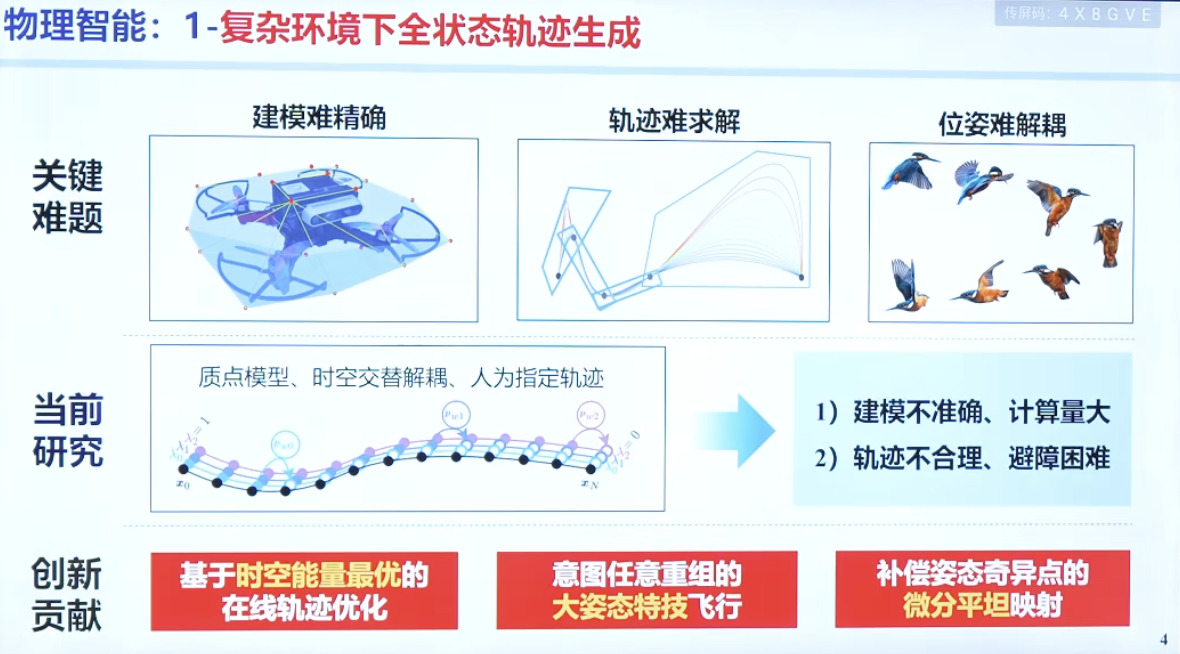 传屏码：4X8GVE
物理智能：1-复杂环境下全状态轨迹生成
关键
难题
建模难精确
轨迹难求解
位姿难解耦
当前
研究
质点模型、时空交替解耦、人为指定轨迹
p_{w0}
p_{w1}
p_{w2}
x_0
x_N
1）建模不准确、计算量大
2）轨迹不合理、避障困难
创新
贡献
基于时空能量最优的
在线轨迹优化
意图任意重组的
大姿态特技飞行
补偿姿态奇异点的
微分平坦映射
4